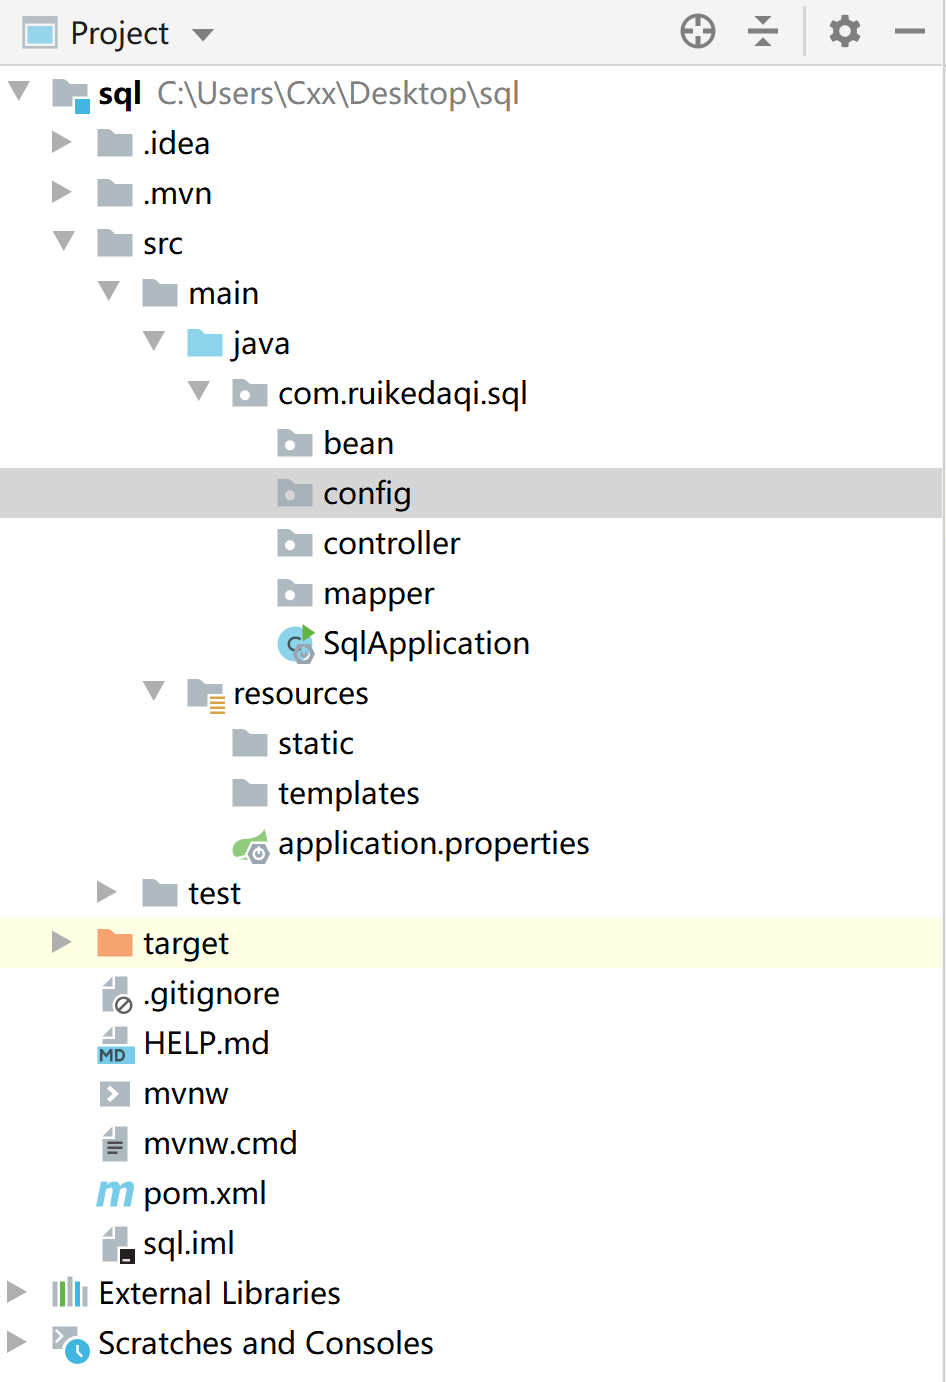 Project
sql C:\Users\Cxx\Desktop\sql
.idea
.mvn
src
main
java
com.ruikedaqi.sql
bean
config
controller
mapper
SqlApplication
resources
static
templates
application.properties
test
target
.gitignore
HELP.md
mvnw
mvnw.cmd
pom.xml
sql.iml
External Libraries
Scratches and Consoles